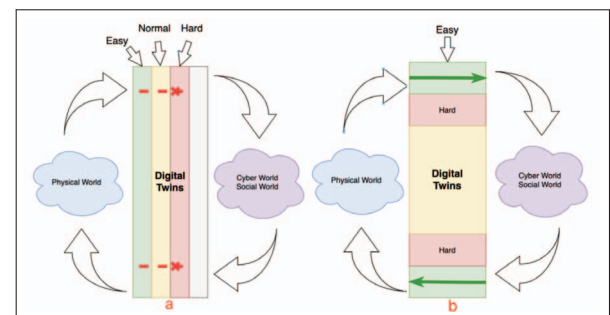 Easy
Normal
Hard
Physical World
Digital
Twins
Cyber World
Social World
a
Easy
Hard
Physical World
Digital
Twins
Cyber World
Social World
Hard
b